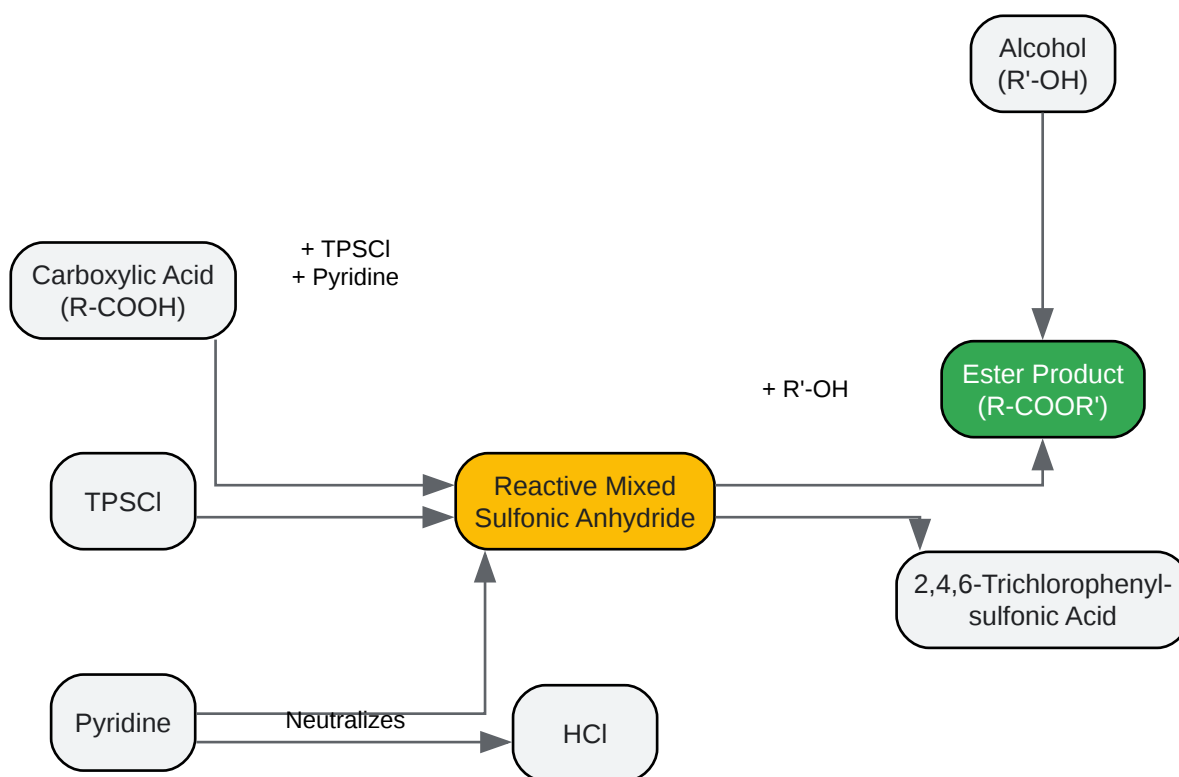 Alcohol
(R'-OH)
+ TPSCl
+ Pyridine
Carboxylic Acid
(R-COOH)
+ R'-OH
Ester Product
(R-COOR')
TPSCl
Reactive Mixed
Sulfonic Anhydride
2,4,6-Trichlorophenyl-
sulfonic Acid
Pyridine
Neutralizes
HCl